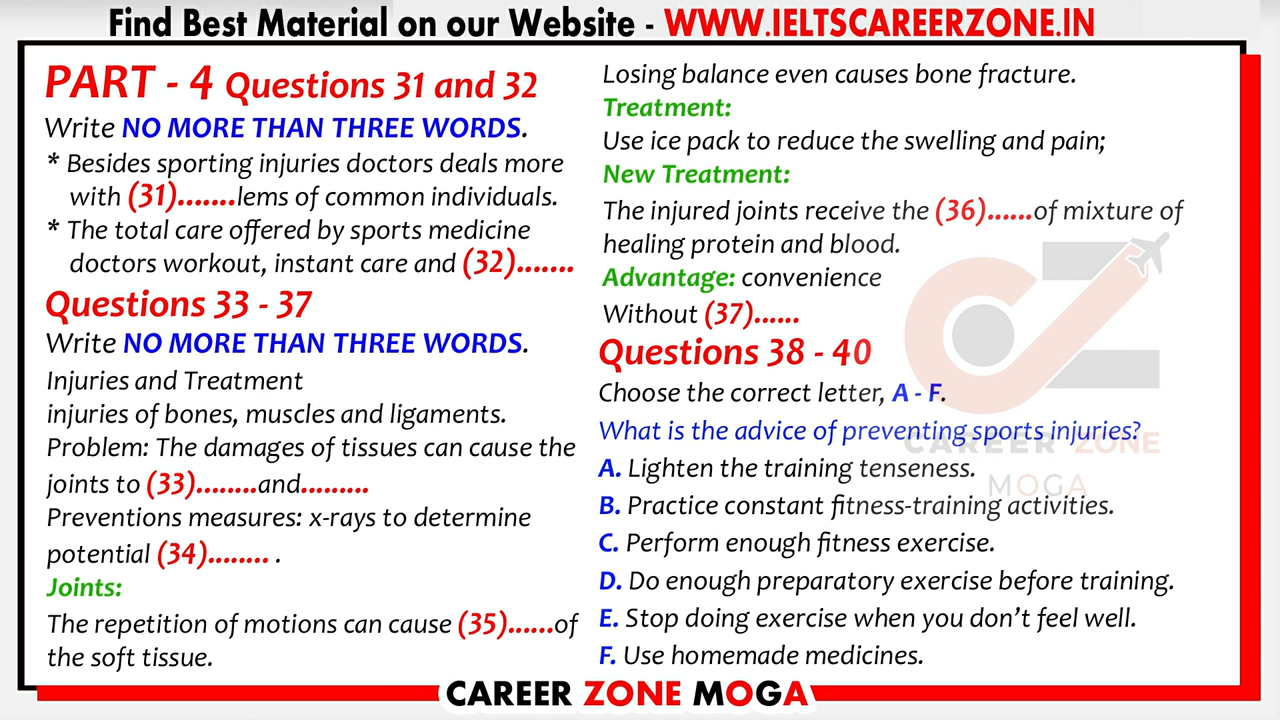 Find Best Material on our Website - WWW.IELTSCAREERZONE.IN
PART - 4 Questions 31 and 32
Write NO MORE THAN THREE WORDS.
* Besides sporting injuries doctors deals more
with (31).......lems of common individuals.
* The total care offered by sports medicine
doctors workout, instant care and (32).......
Questions 33 - 37
Write NO MORE THAN THREE WORDS.
Injuries and Treatment
injuries of bones, muscles and ligaments.
Problem: The damages of tissues can cause the
joints to (33)........and.........
Preventions measures: x-rays to determine
potential (34)........ .
Joints:
The repetition of motions can cause (35)......of
the soft tissue.
Losing balance even causes bone fracture.
Treatment:
Use ice pack to reduce the swelling and pain;
New Treatment:
The injured joints receive the (36)......of mixture of
healing protein and blood.
Advantage: convenience
Without (37)......
Questions 38 - 40
Choose the correct letter, A - F.
What is the advice of preventing sports injuries?
A. Lighten the training tenseness.
B. Practice constant fitness-training activities.
C. Perform enough fitness exercise.
D. Do enough preparatory exercise before training.
E. Stop doing exercise when you don't feel well.
F. Use homemade medicines.
CAREER ZONE
MOGA
CAREER ZONE MOGA